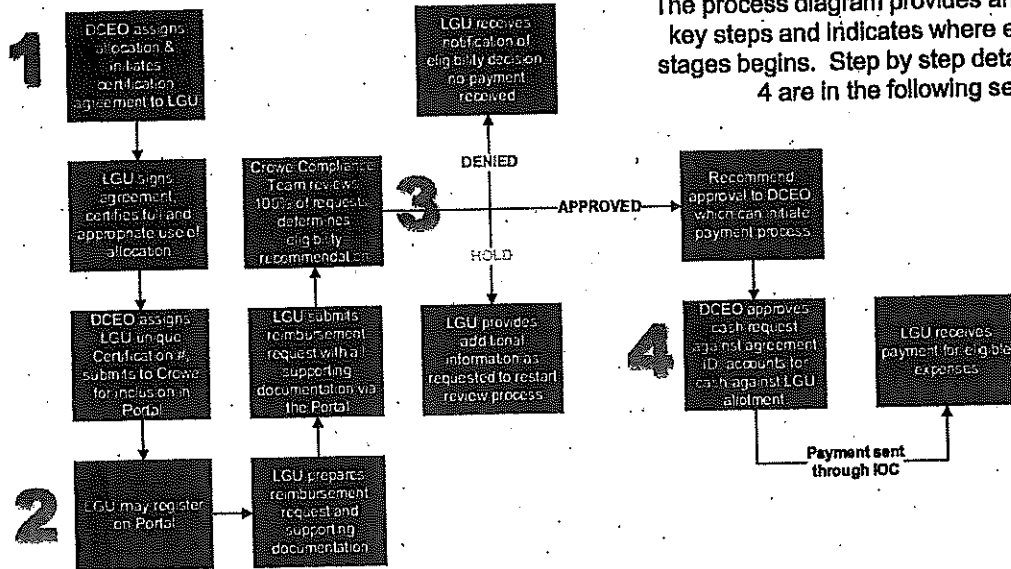 The process diagram provides an
key steps and indicates where e
stages begins. Step by step deta
4 are in the following se
1
DCEO assigns
allocation &
initiates
certification
agreement to LGU
LGU signs
agreement,
certifies full and
appropriate use of
allocation
DCEO assigns
LGU unique
Certification #,
submits to Crowe
for inclusion in
Portal
2
LGU may register
on Portal
LGU prepares
reimbursement
request and
supporting
documentation
LGU submits
reimbursement
request with all
supporting
documentation via
the Portal
Crowe Compliance
Team reviews
100% of requests,
determines
eligibility
recommendation
3
DENIED
LGU receives
notification of
eligibility decision
no payment
received
HOLD
LGU provides
additional
information as
requested to restart
review process
APPROVED
Recommend
approval to DCEO
which can initiate
payment process
4
DCEO approves
cash request
against agreement
ID, accounts for
cash against LGU
allotment
Payment sent
through IOC
LGU receives
payment for eligible
expenses